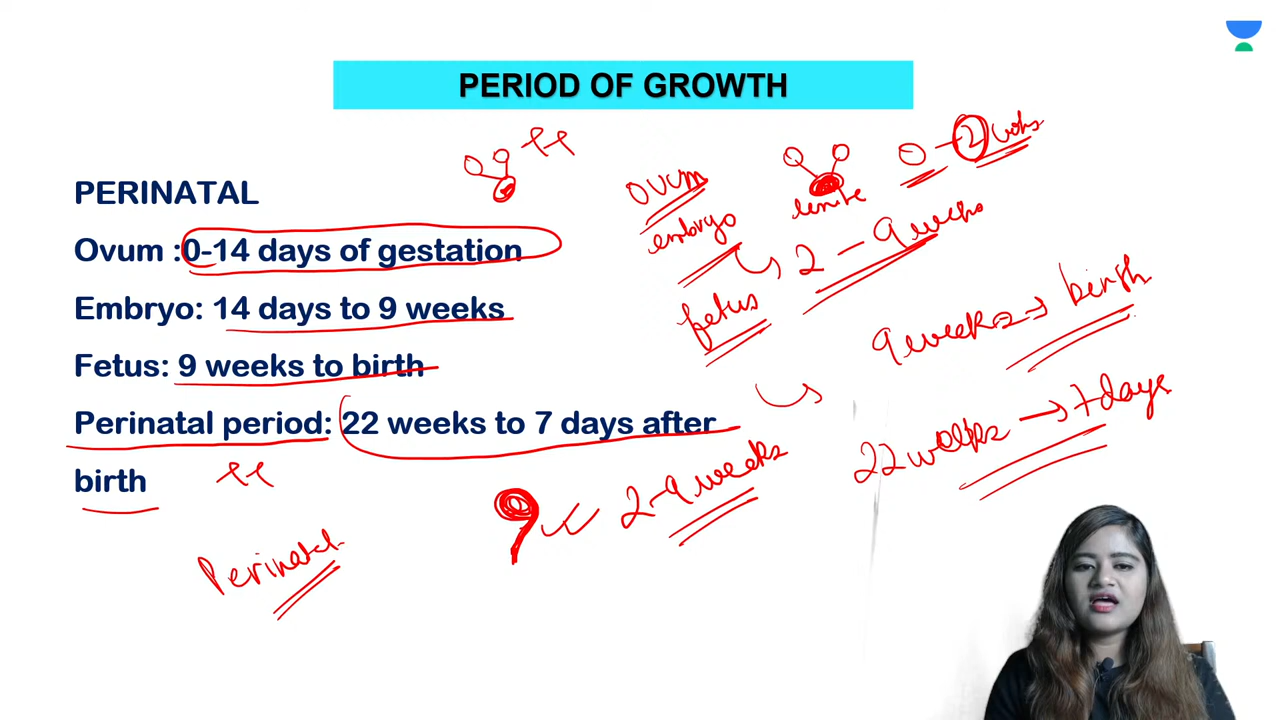 PERIOD OF GROWTH
PERINATAL
Ovum :0-14 days of gestation
Embryo: 14 days to 9 weeks
Fetus: 9 weeks to birth
Perinatal period: 22 weeks to 7 days after
birth
Perinatal
2-9 weeks
ovum
embryo
fetus
0-2
2-9 weeks
9 weeks → birth
22 weeks → 7 days